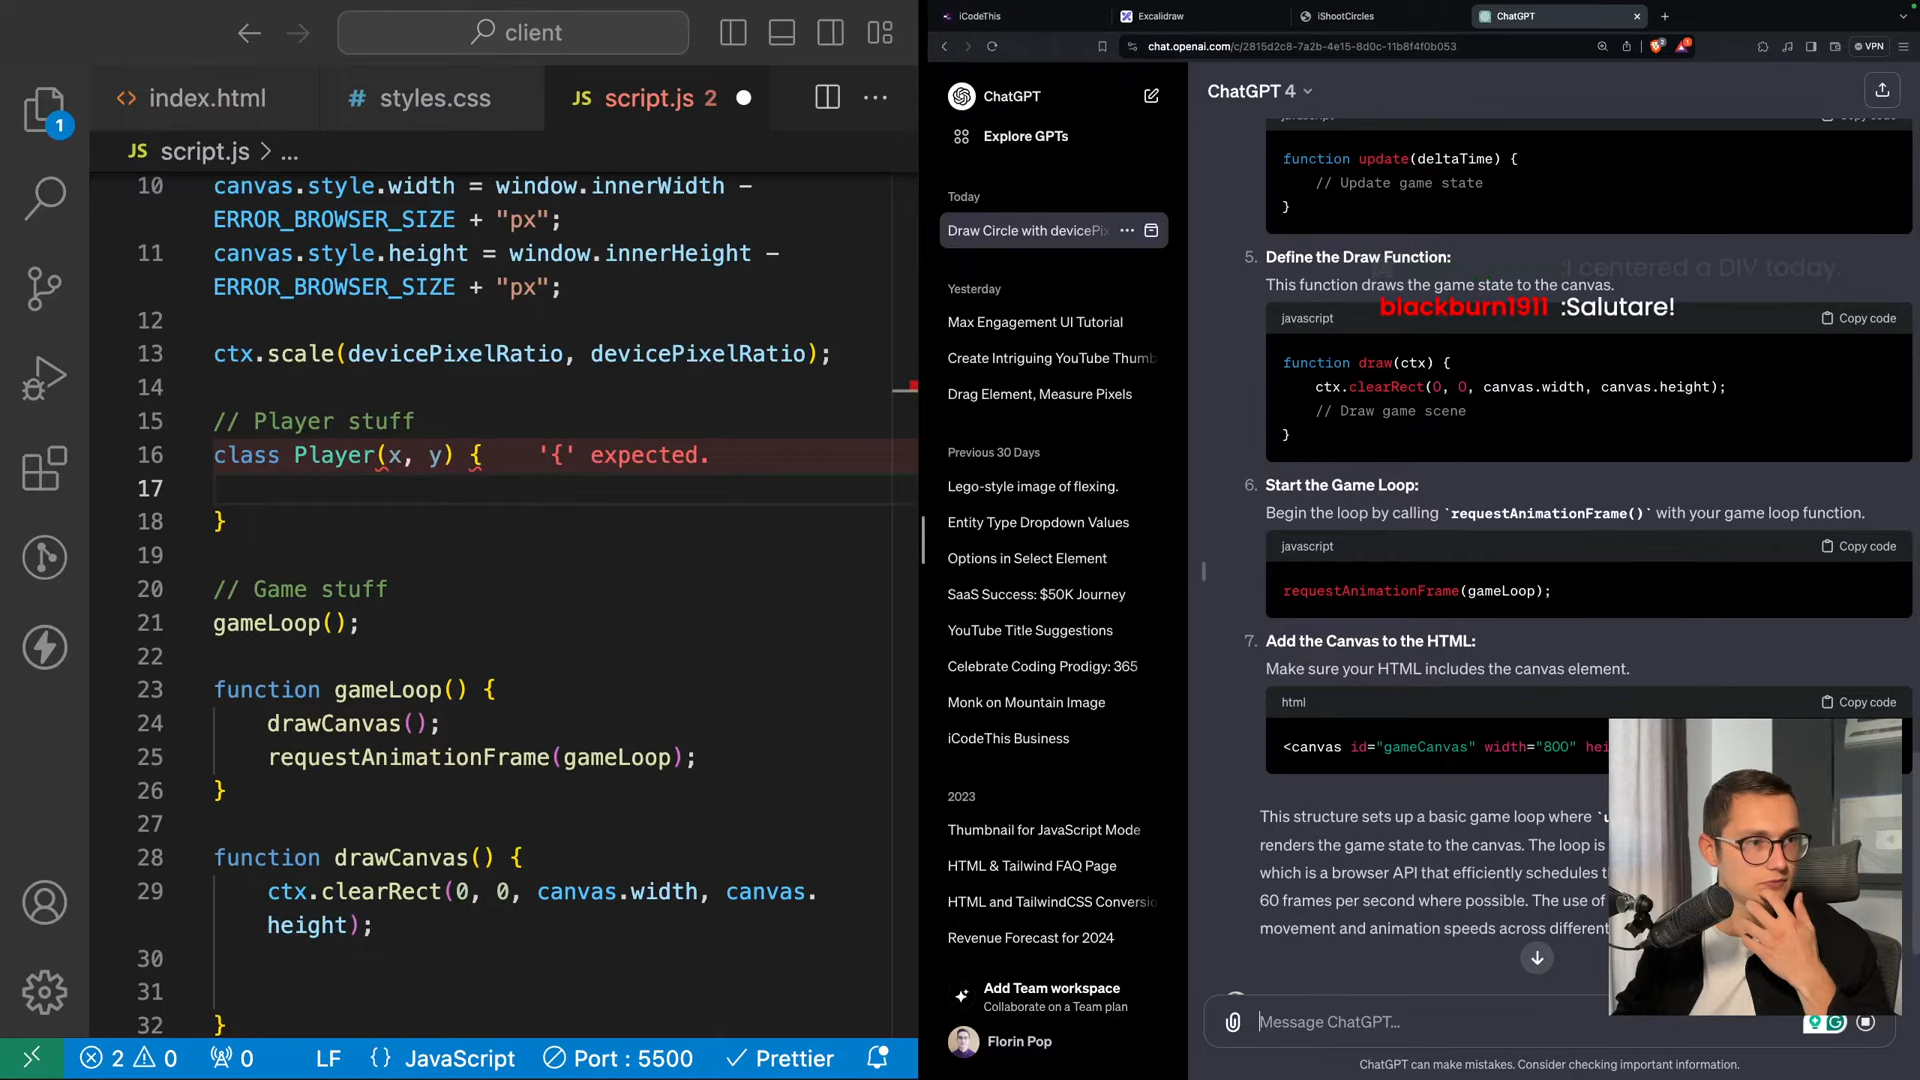 client
index.html
# styles.css
JS script.js 2
1
JS script.js > ...
10 canvas.style.width = window.innerWidth -
ERROR_BROWSER_SIZE + "px";
11 canvas.style.height = window.innerHeight -
ERROR_BROWSER_SIZE + "px";
12
13 ctx.scale(devicePixelRatio, devicePixelRatio);
14
15 // Player stuff
16 class Player(x, y) { '{' expected.
17
18 }
19
20 // Game stuff
21 gameLoop();
22
23 function gameLoop() {
24 drawCanvas();
25 requestAnimationFrame(gameLoop);
26 }
27
28 function drawCanvas() {
29 ctx.clearRect(0, 0, canvas.width, canvas.
height);
30
31
32 }
2 0 0 LF {} JavaScript Port : 5500 Prettier
iCodeThis
Excalidraw
iShootCircles
ChatGPT
chat.openai.com/c/2815d2c8-7a2b-4e15-8d0c-11b8f4f0b053
VPN
ChatGPT
Explore GPTs
Today
Draw Circle with devicePix
Yesterday
Max Engagement UI Tutorial
Create Intriguing YouTube Thumb
Drag Element, Measure Pixels
Previous 30 Days
Lego-style image of flexing.
Entity Type Dropdown Values
Options in Select Element
SaaS Success: $50K Journey
YouTube Title Suggestions
Celebrate Coding Prodigy: 365
Monk on Mountain Image
iCodeThis Business
2023
Thumbnail for JavaScript Mode
HTML & Tailwind FAQ Page
HTML and TailwindCSS Conversio
Revenue Forecast for 2024
Add Team workspace
Collaborate on a Team plan
Florin Pop
ChatGPT 4
function update(deltaTime) {
// Update game state
}
5. Define the Draw Function:
:I centered a DIV today.
This function draws the game state to the canvas.
blackburn1911 :Salutare!
javascript Copy code
function draw(ctx) {
ctx.clearRect(0, 0, canvas.width, canvas.height);
// Draw game scene
}
6. Start the Game Loop:
Begin the loop by calling `requestAnimationFrame()` with your game loop function.
javascript Copy code
requestAnimationFrame(gameLoop);
7. Add the Canvas to the HTML:
Make sure your HTML includes the canvas element.
html Copy code
<canvas id="gameCanvas" width="800" hei
This structure sets up a basic game loop where `u
renders the game state to the canvas. The loop is
which is a browser API that efficiently schedules t
60 frames per second where possible. The use of
movement and animation speeds across different
Message ChatGPT...
ChatGPT can make mistakes. Consider checking important information.